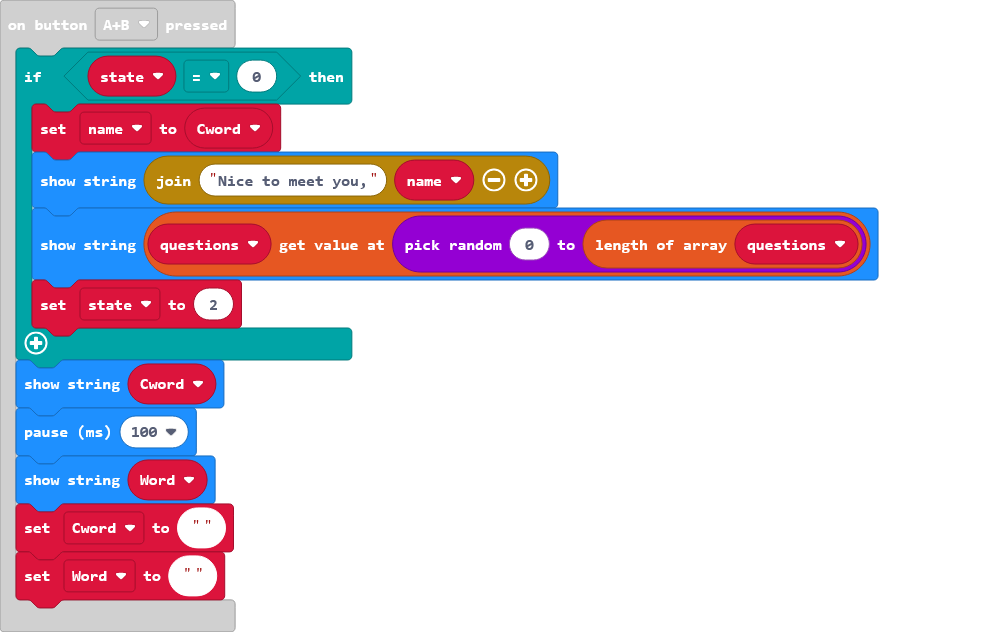 on button A+B pressed
if state = 0 then
set name to Cword
show string join "Nice to meet you," name
show string questions get value at pick random 0 to length of array questions
set state to 2
show string Cword
pause (ms) 100
show string Word
set Cword to " "
set Word to " "